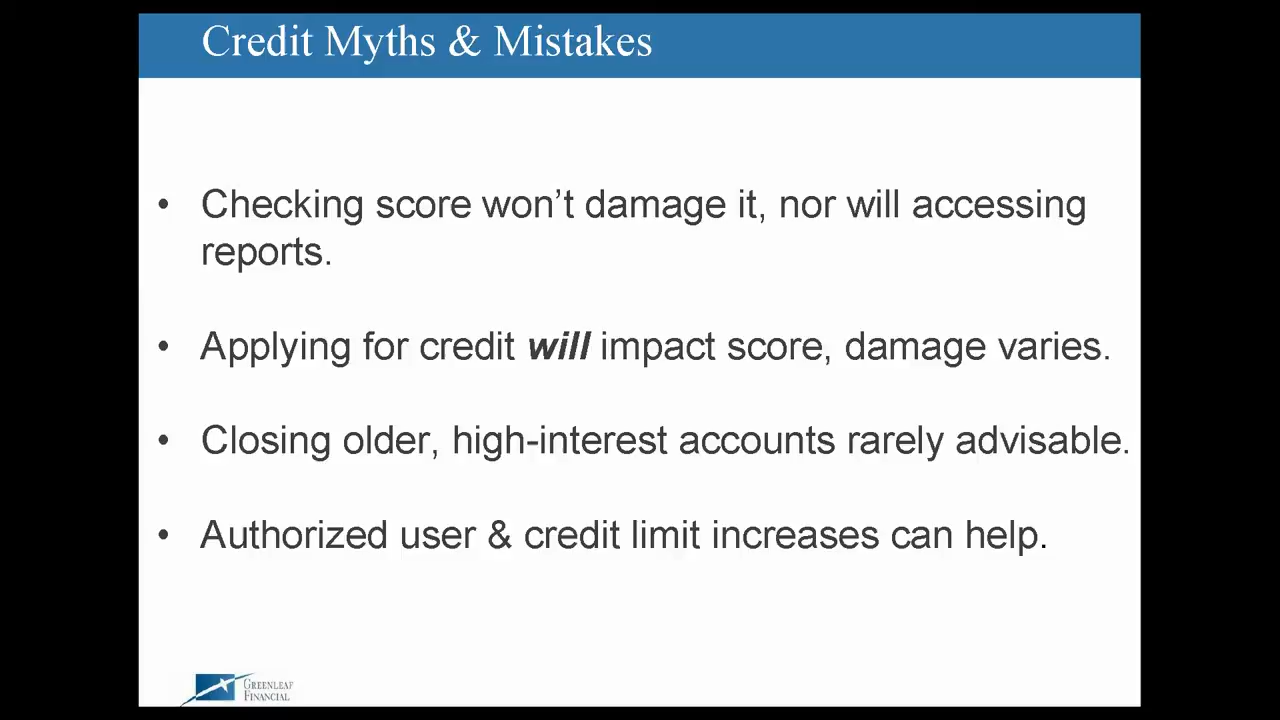 Credit Myths & Mistakes
• Checking score won’t damage it, nor will accessing
reports.
• Applying for credit will impact score, damage varies.
• Closing older, high-interest accounts rarely advisable.
• Authorized user & credit limit increases can help.
GREENLEAF
FINANCIAL